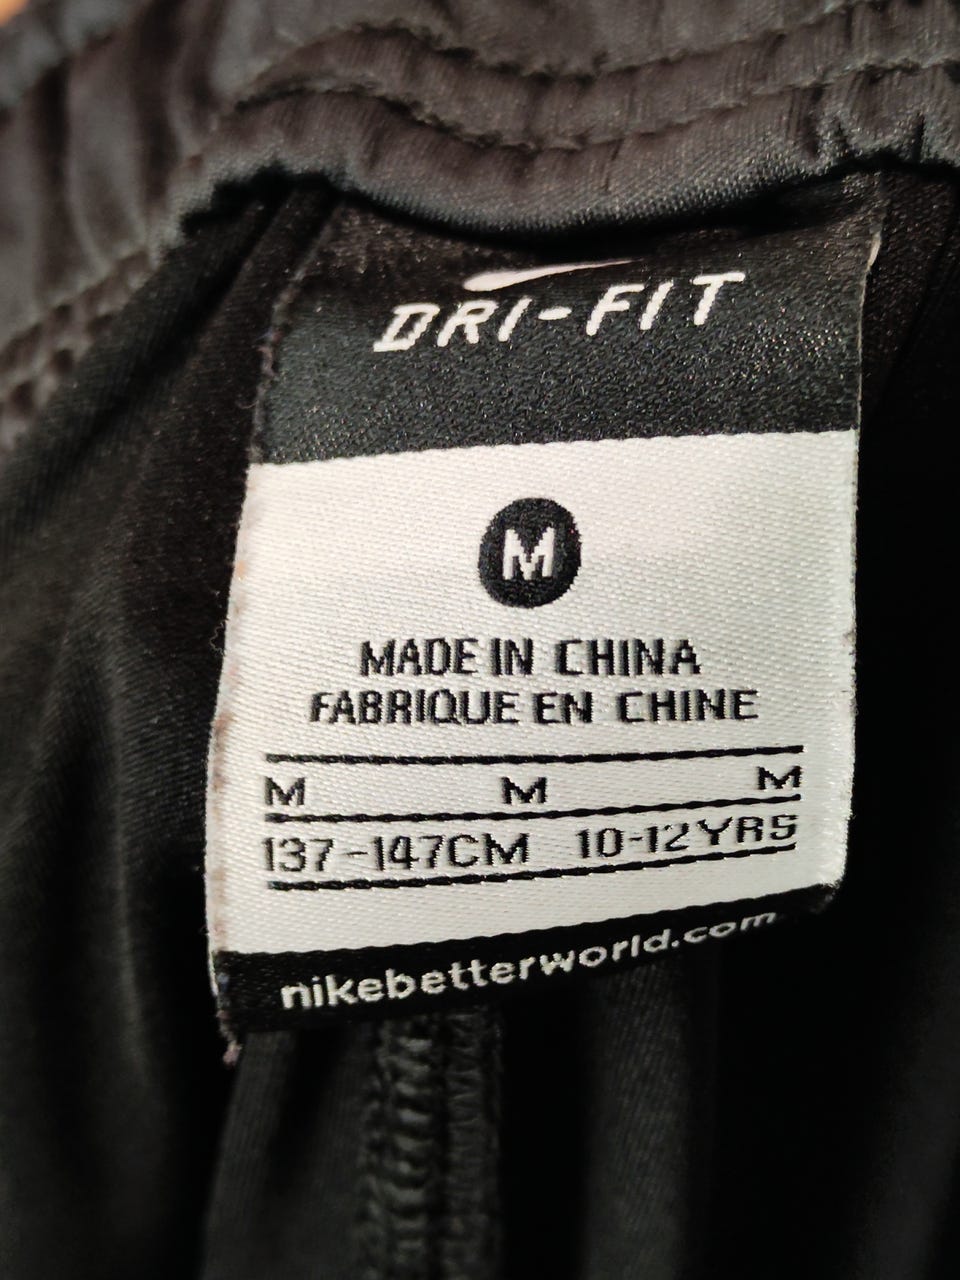 DRI-FIT
M
MADE IN CHINA
FABRIQUE EN CHINE
M M M
137-147CM 10-12YRS
nikebetterworld.com